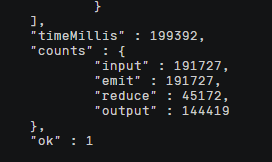 }
],
"timeMillis" : 199392,
"counts" : {
"input" : 191727,
"emit" : 191727,
"reduce" : 45172,
"output" : 144419
},
"ok" : 1